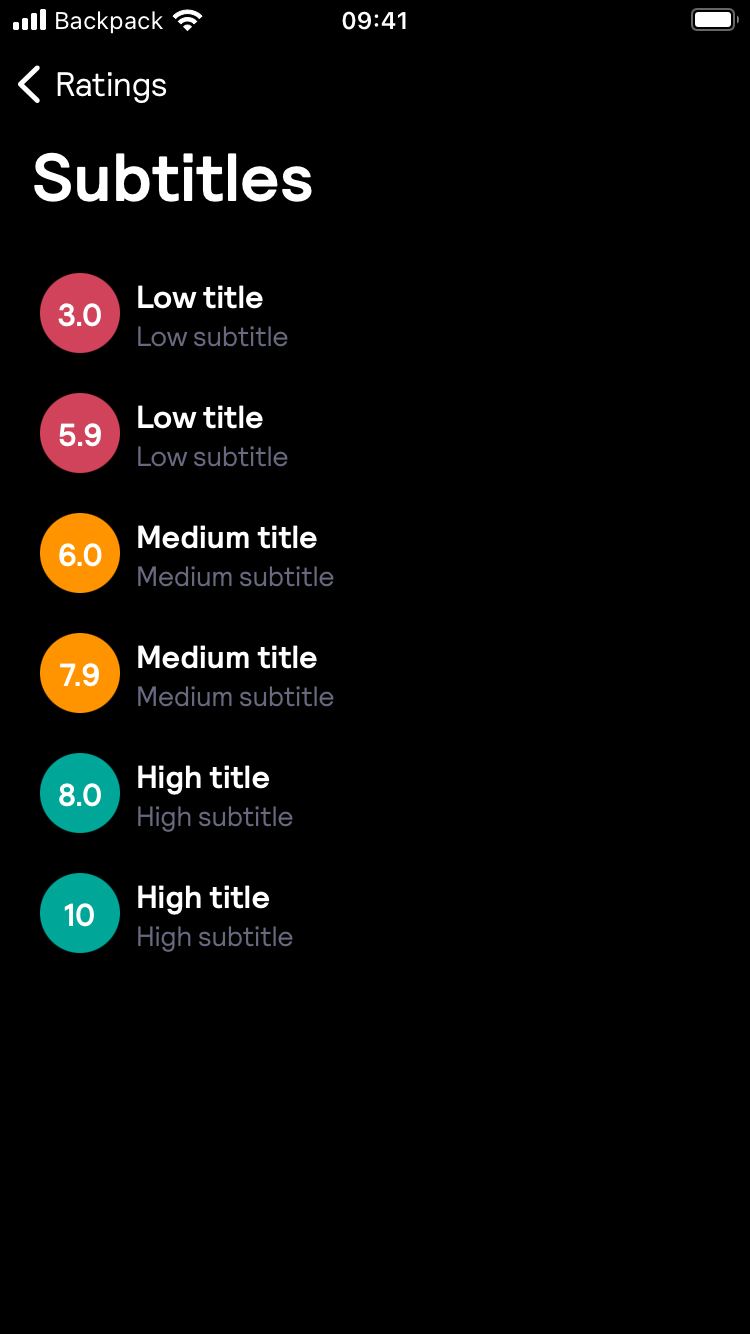 Backpack 09:41
Ratings
Subtitles
3.0 Low title
Low subtitle
5.9 Low title
Low subtitle
6.0 Medium title
Medium subtitle
7.9 Medium title
Medium subtitle
8.0 High title
High subtitle
10 High title
High subtitle